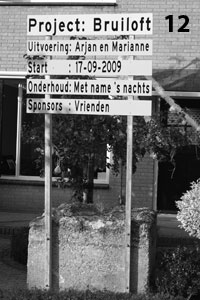 Project: Bruiloft
12
Uitvoering: Arjan en Marianne
Start : 17-09-2009
Onderhoud: Met name 's nachts
Sponsors : Vrienden